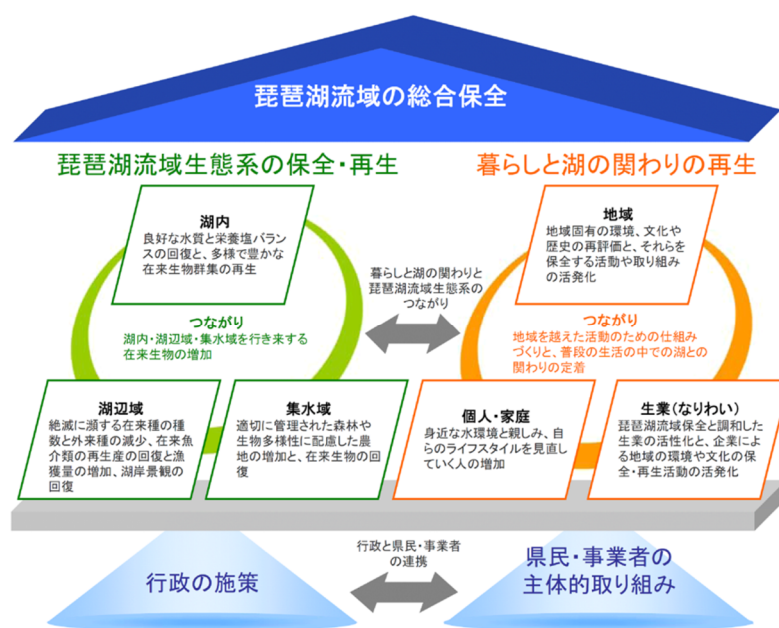 琵琶湖流域の総合保全
琵琶湖流域生態系の保全・再生
暮らしと湖の関わりの再生
湖内
良好な水質と栄養塩バラン
スの回復と、多様で豊かな
在来生物群集の再生
つながり
湖内・湖辺域・集水域を行き来する
在来生物の増加
湖辺域
絶滅に瀕する在来種の種
数と外来種の減少、在来魚
介類の再生産の回復と漁
獲量の増加、湖岸景観の
回復
集水域
適切に管理された森林や
生物多様性に配慮した農
地の増加と、在来生物の回
復
暮らしと湖の関わりと
琵琶湖流域生態系の
つながり
地域
地域固有の環境、文化や
歴史の再評価と、それらを
保全する活動や取り組み
の活発化
つながり
地域を越えた活動のための仕組み
づくりと、普段の生活の中での湖との
関わりの定着
個人・家庭
身近な水環境と親しみ、自
らのライフスタイルを見直し
ていく人の増加
生業(なりわい)
琵琶湖流域保全と調和した
生業の活性化と、企業によ
る地域の環境や文化の保
全・再生活動の活発化
行政の施策
行政と県民・事業者
の連携
県民・事業者の
主体的取り組み